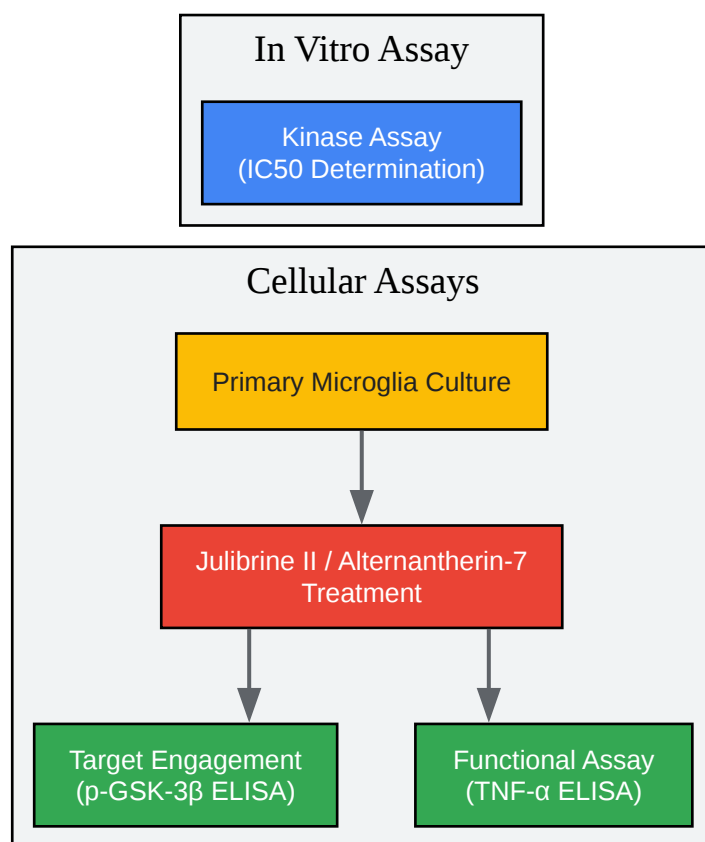 In Vitro Assay
Kinase Assay
(IC50 Determination)
Cellular Assays
Primary Microglia Culture
Julibrine II / Alternantherin-7
Treatment
Target Engagement
(p-GSK-3β ELISA)
Functional Assay
(TNF-α ELISA)